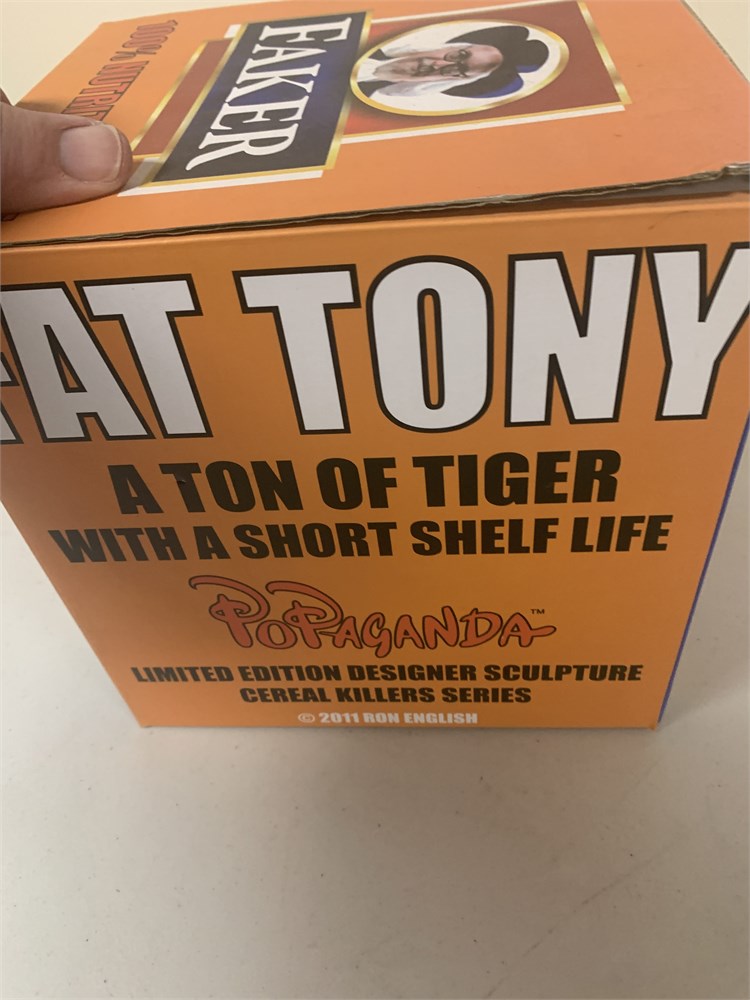 100%
FAKER
FAT TONY
A TON OF TIGER
WITH A SHORT SHELF LIFE
POPAGANDA™
LIMITED EDITION DESIGNER SCULPTURE
CEREAL KILLERS SERIES
© 2011 RON ENGLISH